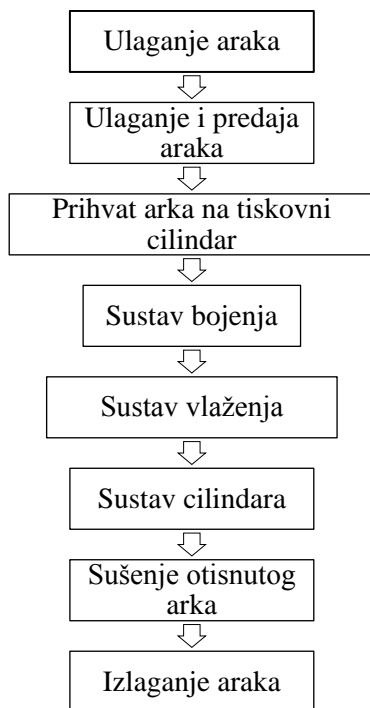 Ulaganje araka
Ulaganje i predaja
araka
Prihvat arka na tiskovni
cilindar
Sustav bojenja
Sustav vlaženja
Sustav cilindara
Sušenje otisnutog
arka
Izlaganje araka